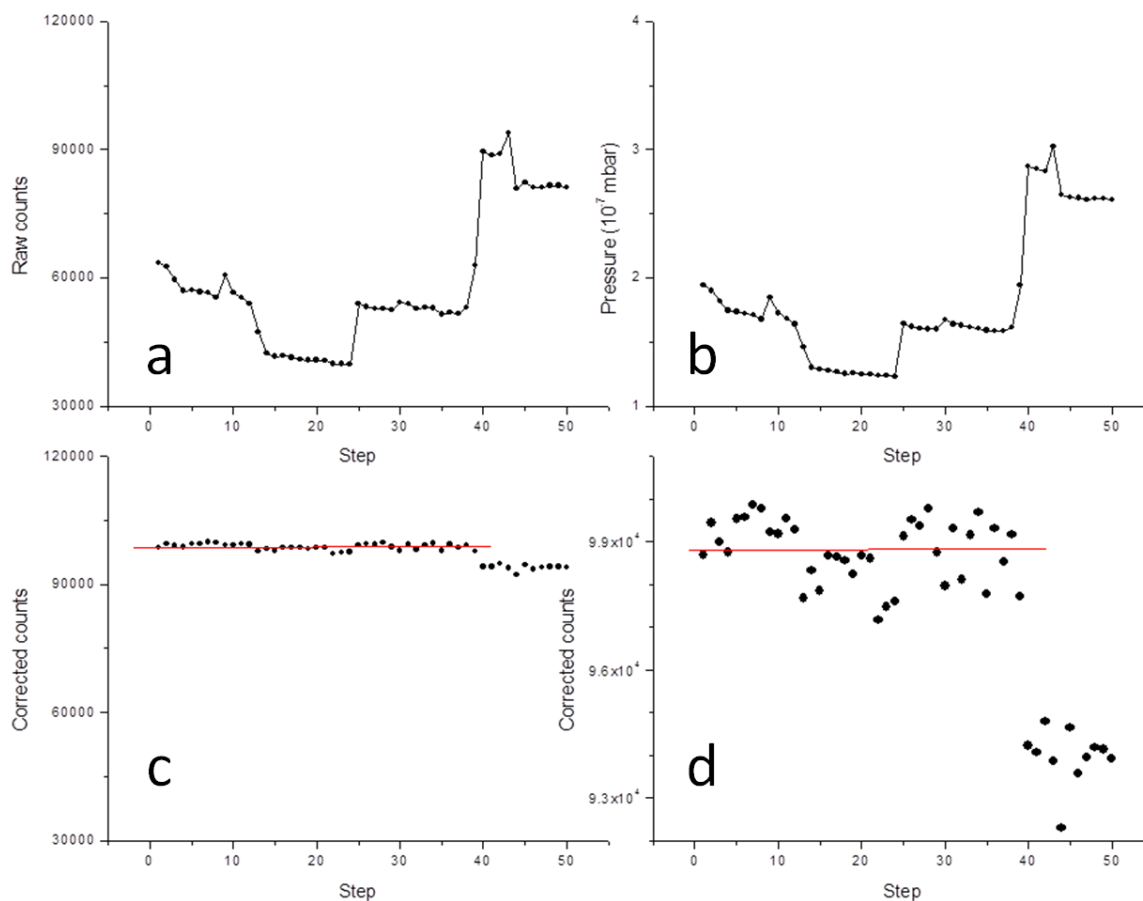 120000
90000
60000
30000
Raw counts
a
0 10 20 30 40 50
Step
4
3
2
1
Pressure (10⁻⁷ mbar)
b
0 10 20 30 40 50
Step
120000
90000
60000
30000
Corrected counts
c
0 10 20 30 40 50
Step
9.9x10⁴
9.6x10⁴
9.3x10⁴
Corrected counts
d
0 10 20 30 40 50
Step